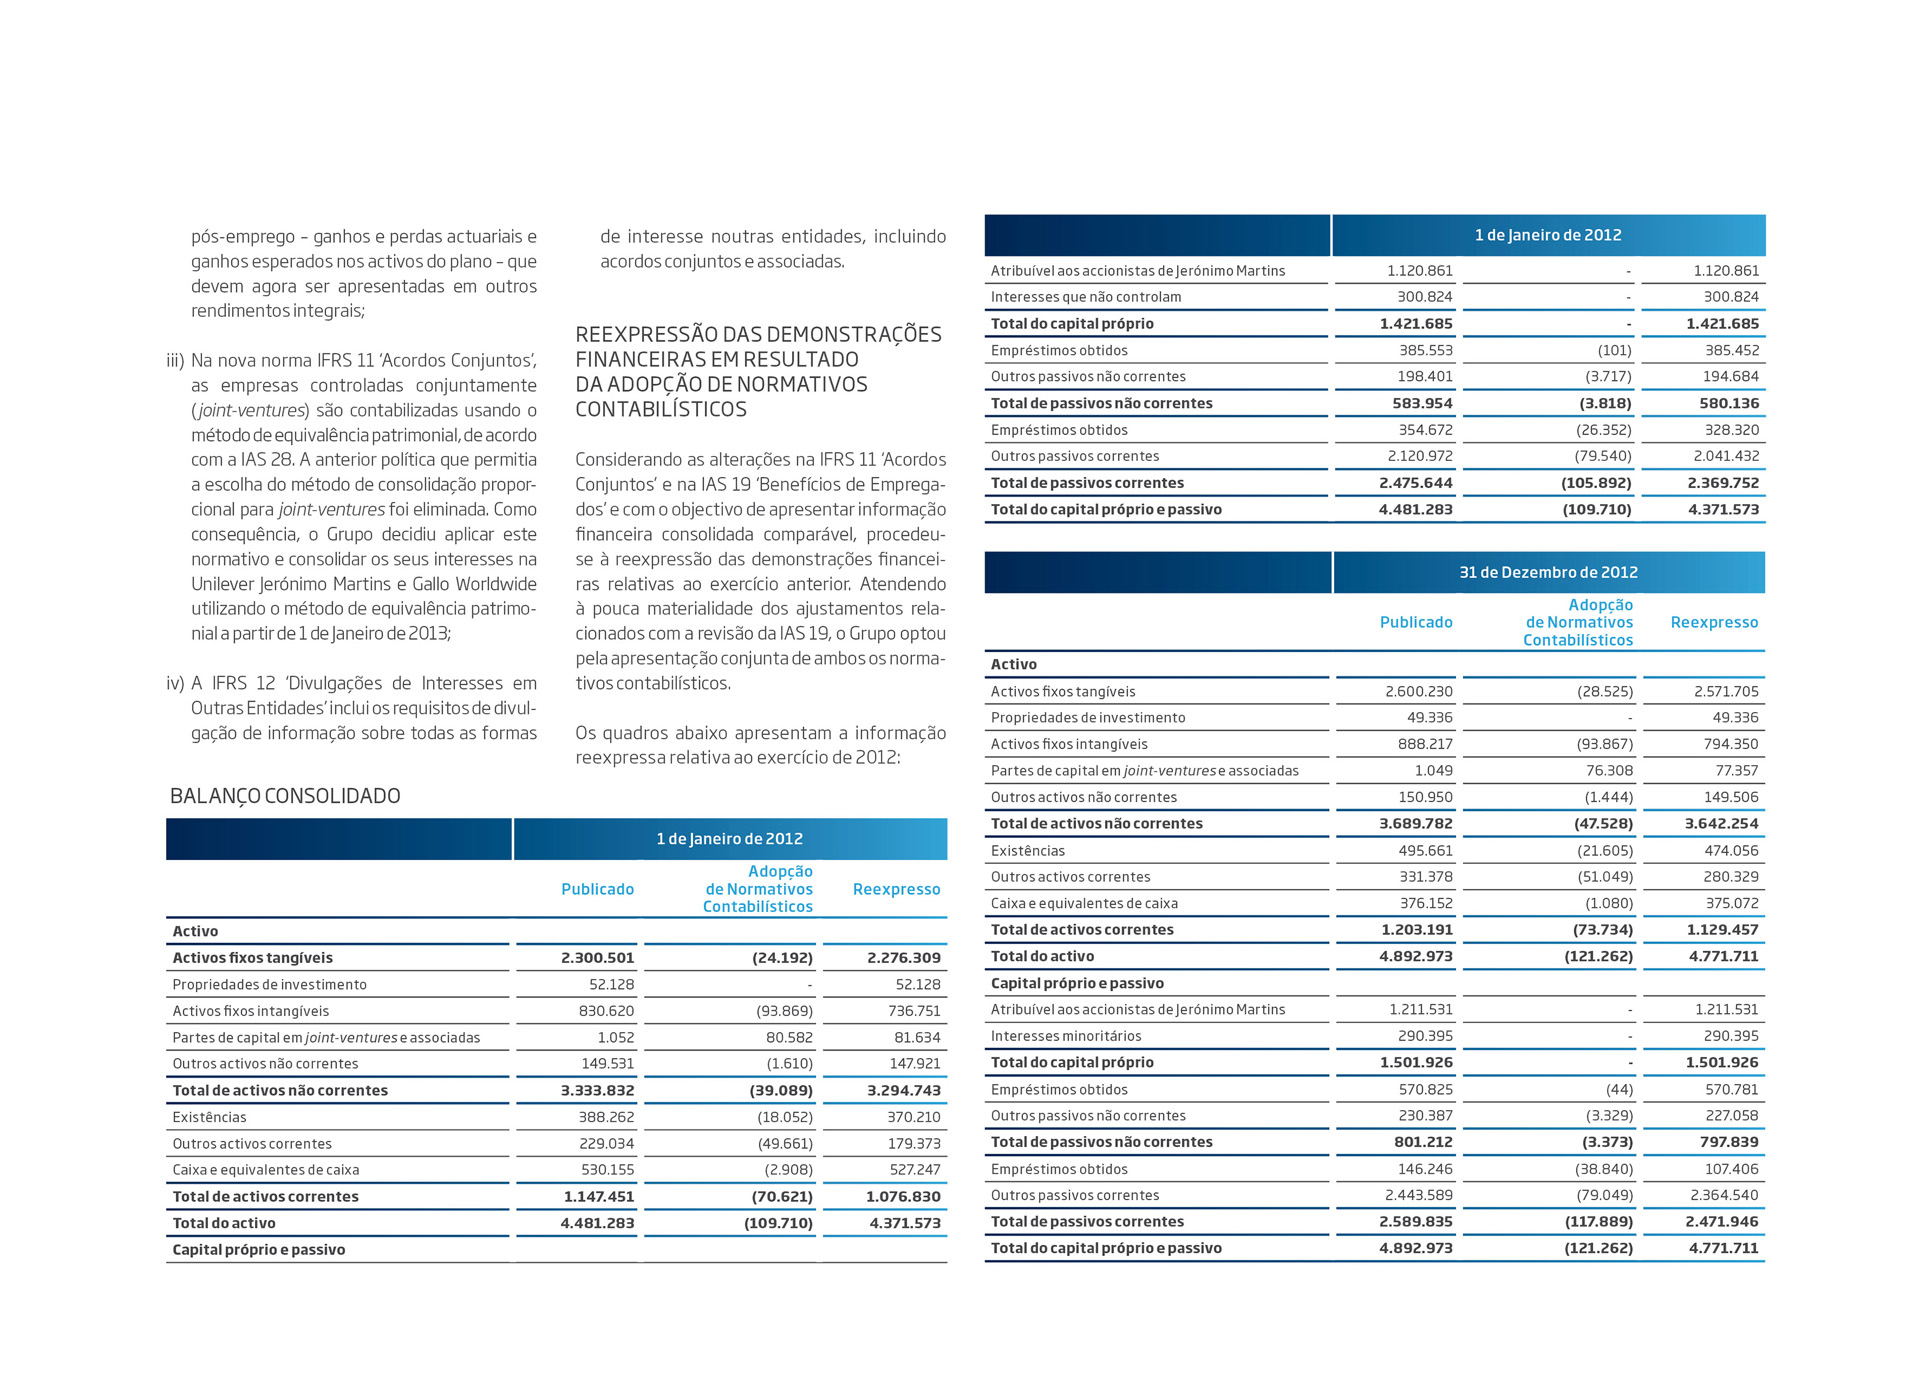 pós-emprego – ganhos e perdas actuariais e
ganhos esperados nos activos do plano – que
devem agora ser apresentadas em outros
rendimentos integrais;
iii) Na nova norma IFRS 11 ‘Acordos Conjuntos’,
as empresas controladas conjuntamente
(joint-ventures) são contabilizadas usando o
método de equivalência patrimonial, de acordo
com a IAS 28. A anterior política que permitia
a escolha do método de consolidação propor-
cional para joint-ventures foi eliminada. Como
consequência, o Grupo decidiu aplicar este
normativo e consolidar os seus interesses na
Unilever Jerónimo Martins e Gallo Worldwide
utilizando o método de equivalência patrimo-
nial a partir de 1 de Janeiro de 2013;
iv) A IFRS 12 ‘Divulgações de Interesses em
Outras Entidades’ inclui os requisitos de divul-
gação de informação sobre todas as formas
de interesse noutras entidades, incluindo
acordos conjuntos e associadas.
REEXPRESSÃO DAS DEMONSTRAÇÕES
FINANCEIRAS EM RESULTADO
DA ADOPÇÃO DE NORMATIVOS
CONTABILÍSTICOS
Considerando as alterações na IFRS 11 ‘Acordos
Conjuntos’ e na IAS 19 ‘Benefícios de Emprega-
dos’ e com o objectivo de apresentar informação
financeira consolidada comparável, procedeu-
se à reexpressão das demonstrações financei-
ras relativas ao exercício anterior. Atendendo
à pouca materialidade dos ajustamentos rela-
cionados com a revisão da IAS 19, o Grupo optou
pela apresentação conjunta de ambos os norma-
tivos contabilísticos.
Os quadros abaixo apresentam a informação
reexpressa relativa ao exercício de 2012:
BALANÇO CONSOLIDADO
1 de Janeiro de 2012
Publicado Adopção de Normativos Contabilísticos Reexpresso
Activo
Activos fixos tangíveis 2.300.501 (24.192) 2.276.309
Propriedades de investimento 52.128 - 52.128
Activos fixos intangíveis 830.620 (93.869) 736.751
Partes de capital em joint-ventures e associadas 1.052 80.582 81.634
Outros activos não correntes 149.531 (1.610) 147.921
Total de activos não correntes 3.333.832 (39.089) 3.294.743
Existências 388.262 (18.052) 370.210
Outros activos correntes 229.034 (49.661) 179.373
Caixa e equivalentes de caixa 530.155 (2.908) 527.247
Total de activos correntes 1.147.451 (70.621) 1.076.830
Total do activo 4.481.283 (109.710) 4.371.573
Capital próprio e passivo
1 de Janeiro de 2012
Atribuível aos accionistas de Jerónimo Martins 1.120.861 - 1.120.861
Interesses que não controlam 300.824 - 300.824
Total do capital próprio 1.421.685 - 1.421.685
Empréstimos obtidos 385.553 (101) 385.452
Outros passivos não correntes 198.401 (3.717) 194.684
Total de passivos não correntes 583.954 (3.818) 580.136
Empréstimos obtidos 354.672 (26.352) 328.320
Outros passivos correntes 2.120.972 (79.540) 2.041.432
Total de passivos correntes 2.475.644 (105.892) 2.369.752
Total do capital próprio e passivo 4.481.283 (109.710) 4.371.573
31 de Dezembro de 2012
Publicado Adopção de Normativos Contabilísticos Reexpresso
Activo
Activos fixos tangíveis 2.600.230 (28.525) 2.571.705
Propriedades de investimento 49.336 - 49.336
Activos fixos intangíveis 888.217 (93.867) 794.350
Partes de capital em joint-ventures e associadas 1.049 76.308 77.357
Outros activos não correntes 150.950 (1.444) 149.506
Total de activos não correntes 3.689.782 (47.528) 3.642.254
Existências 495.661 (21.605) 474.056
Outros activos correntes 331.378 (51.049) 280.329
Caixa e equivalentes de caixa 376.152 (1.080) 375.072
Total de activos correntes 1.203.191 (73.734) 1.129.457
Total do activo 4.892.973 (121.262) 4.771.711
Capital próprio e passivo
Atribuível aos accionistas de Jerónimo Martins 1.211.531 - 1.211.531
Interesses minoritários 290.395 - 290.395
Total do capital próprio 1.501.926 - 1.501.926
Empréstimos obtidos 570.825 (44) 570.781
Outros passivos não correntes 230.387 (3.329) 227.058
Total de passivos não correntes 801.212 (3.373) 797.839
Empréstimos obtidos 146.246 (38.840) 107.406
Outros passivos correntes 2.443.589 (79.049) 2.364.540
Total de passivos correntes 2.589.835 (117.889) 2.471.946
Total do capital próprio e passivo 4.892.973 (121.262) 4.771.711